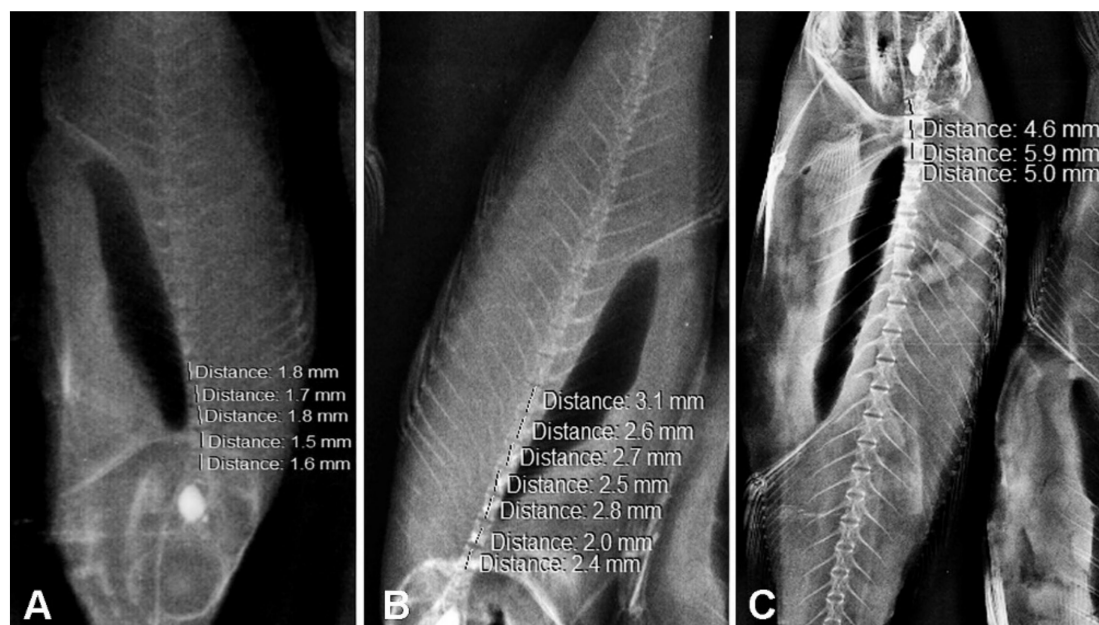 Distance: 1.8 mm
Distance: 1.7 mm
Distance: 1.8 mm
Distance: 1.5 mm
Distance: 1.6 mm
A
Distance: 3.1 mm
Distance: 2.6 mm
Distance: 2.7 mm
Distance: 2.5 mm
Distance: 2.8 mm
Distance: 2.0 mm
Distance: 2.4 mm
B
Distance: 4.6 mm
Distance: 5.9 mm
Distance: 5.0 mm
C